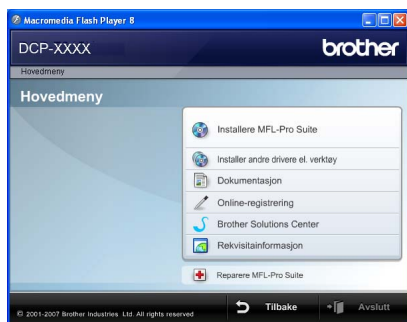 Macromedia Flash Player 8
DCP-XXXX
brother
Hovedmeny
Hovedmeny
Installere MFL-Pro Suite
Installer andre drivere el. verktøy
Dokumentasjon
Online-registrering
Brother Solutions Center
Rekvisitainformasjon
Reparere MFL-Pro Suite
© 2001-2007 Brother Industries Ltd. All rights reserved
Tilbake
Avslutt